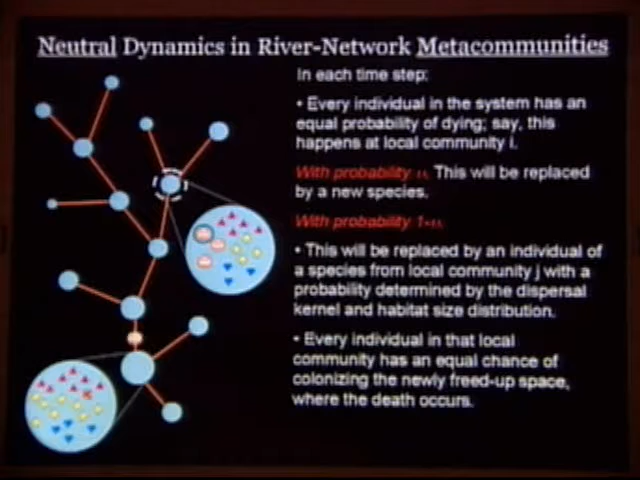 Neutral Dynamics in River-Network Metacommunities
In each time step:
• Every individual in the system has an
equal probability of dying; say, this
happens at local community i.
With probability This will be replaced
by a new species.
With probability 1-
• This will be replaced by an individual of
a species from local community j with a
probability determined by the dispersal
kernel and habitat size distribution.
• Every individual in that local
community has an equal chance of
colonizing the newly freed-up space,
where the death occurs.